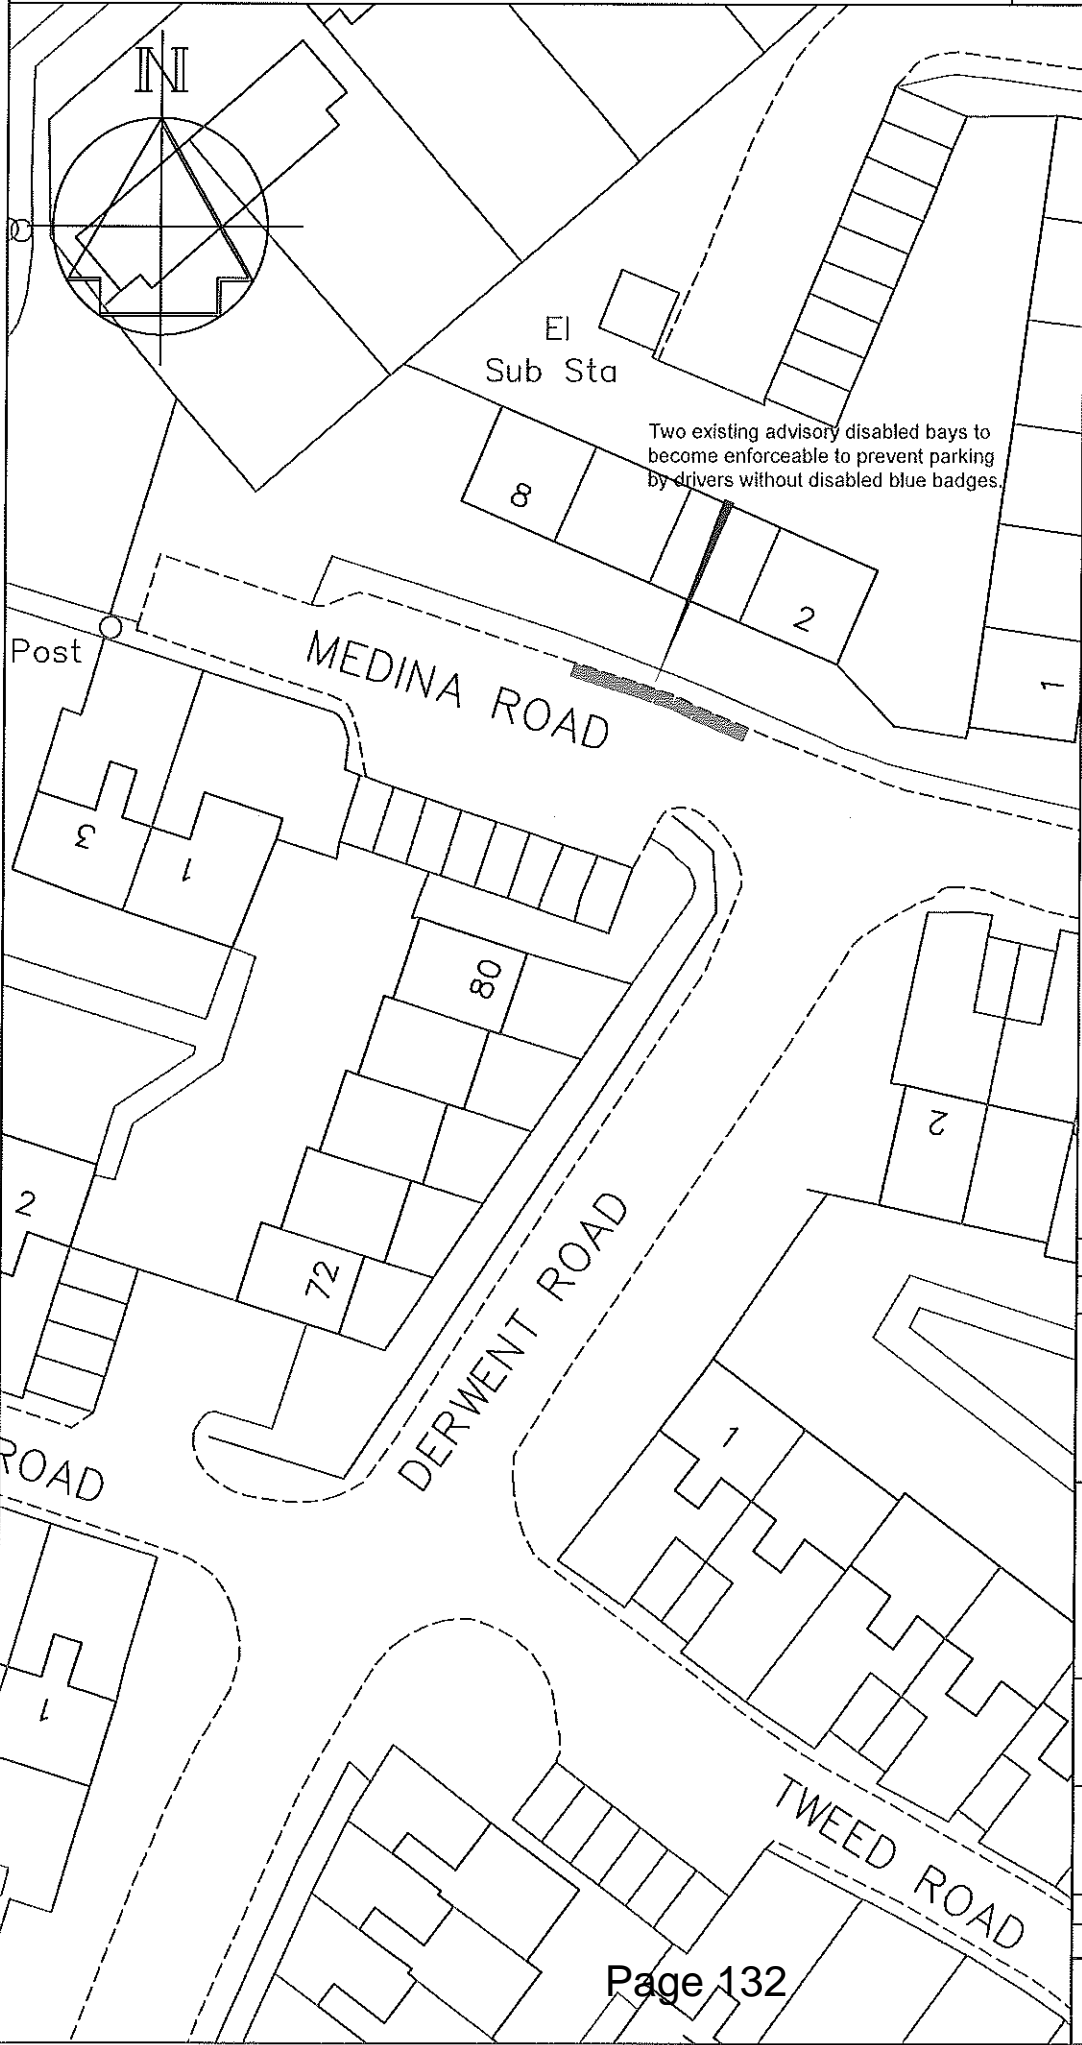 N
El
Sub Sta
Two existing advisory disabled bays to
become enforceable to prevent parking
by drivers without disabled blue badges.
8
2
1
Post
MEDINA ROAD
3
1
80
2
2
72
DERWENT ROAD
1
ROAD
1
TWEED ROAD
Page 132